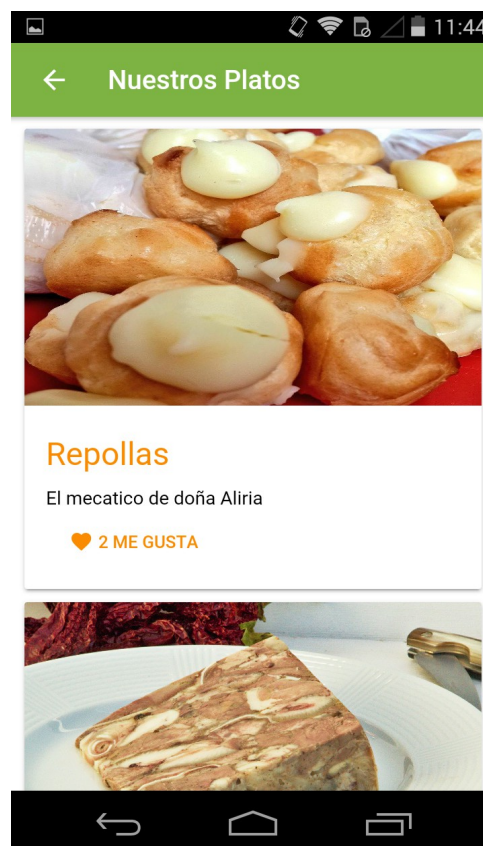 11:44
Nuestros Platos
Repollas
El mecatico de doña Aliria
2 ME GUSTA